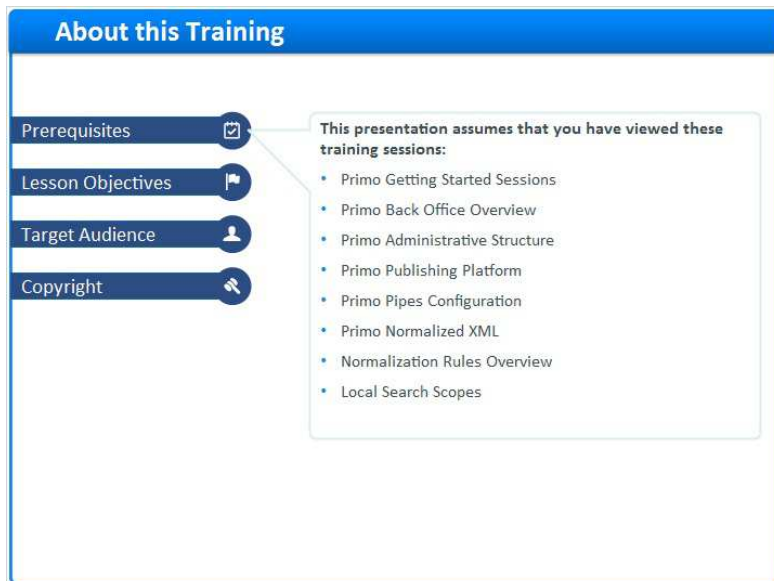 About this Training
Prerequisites
Lesson Objectives
Target Audience
Copyright
This presentation assumes that you have viewed these
training sessions:
• Primo Getting Started Sessions
• Primo Back Office Overview
• Primo Administrative Structure
• Primo Publishing Platform
• Primo Pipes Configuration
• Primo Normalized XML
• Normalization Rules Overview
• Local Search Scopes